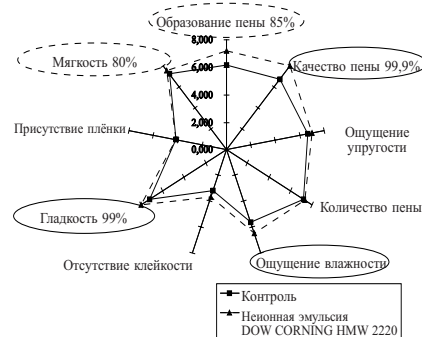 Образование пены 85%
8,000
Мягкость 80%
Качество пены 99,9%
6,000
4,000
Присутствие плёнки
2,000
Ощущение
упругости
0,000
Гладкость 99%
Количество пены
Отсутствие клейкости
Ощущение влажности
Контроль
Неионная эмульсия
DOW CORNING HMW 2220